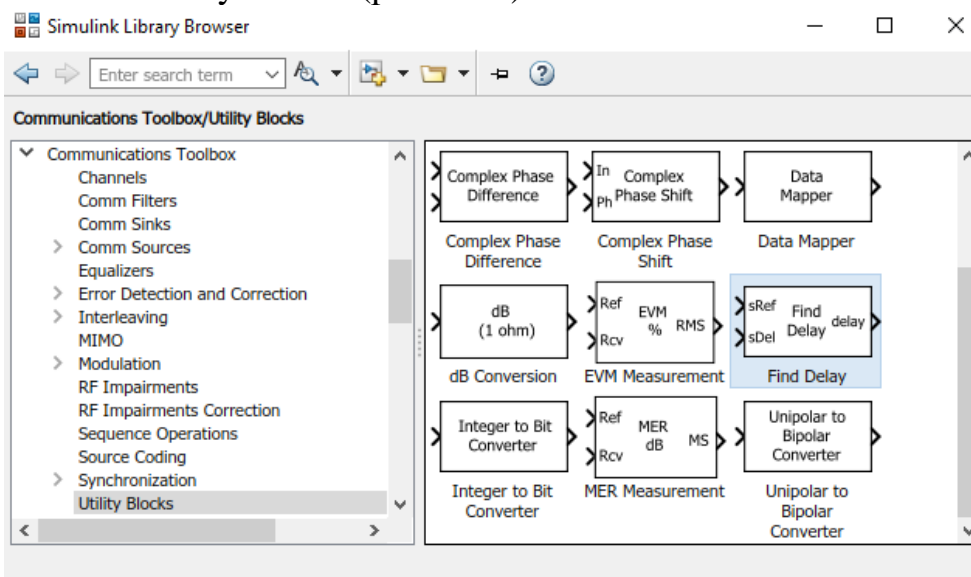 Simulink Library Browser
Enter search term
Communications Toolbox/Utility Blocks
Communications Toolbox
Channels
Comm Filters
Comm Sinks
Comm Sources
Equalizers
Error Detection and Correction
Interleaving
MIMO
Modulation
RF Impairments
RF Impairments Correction
Sequence Operations
Source Coding
Synchronization
Utility Blocks
Complex Phase
Difference
In
Ph
Complex
Phase Shift
Data
Mapper
Complex Phase
Difference
Complex Phase
Shift
Data Mapper
dB
(1 ohm)
Ref
Rcv
EVM
%
RMS
sRef
sDel
Find
Delay
delay
dB Conversion
EVM Measurement
Find Delay
Integer to Bit
Converter
Ref
Rcv
MER
dB
MS
Unipolar to
Bipolar
Converter
Integer to Bit
Converter
MER Measurement
Unipolar to
Bipolar
Converter